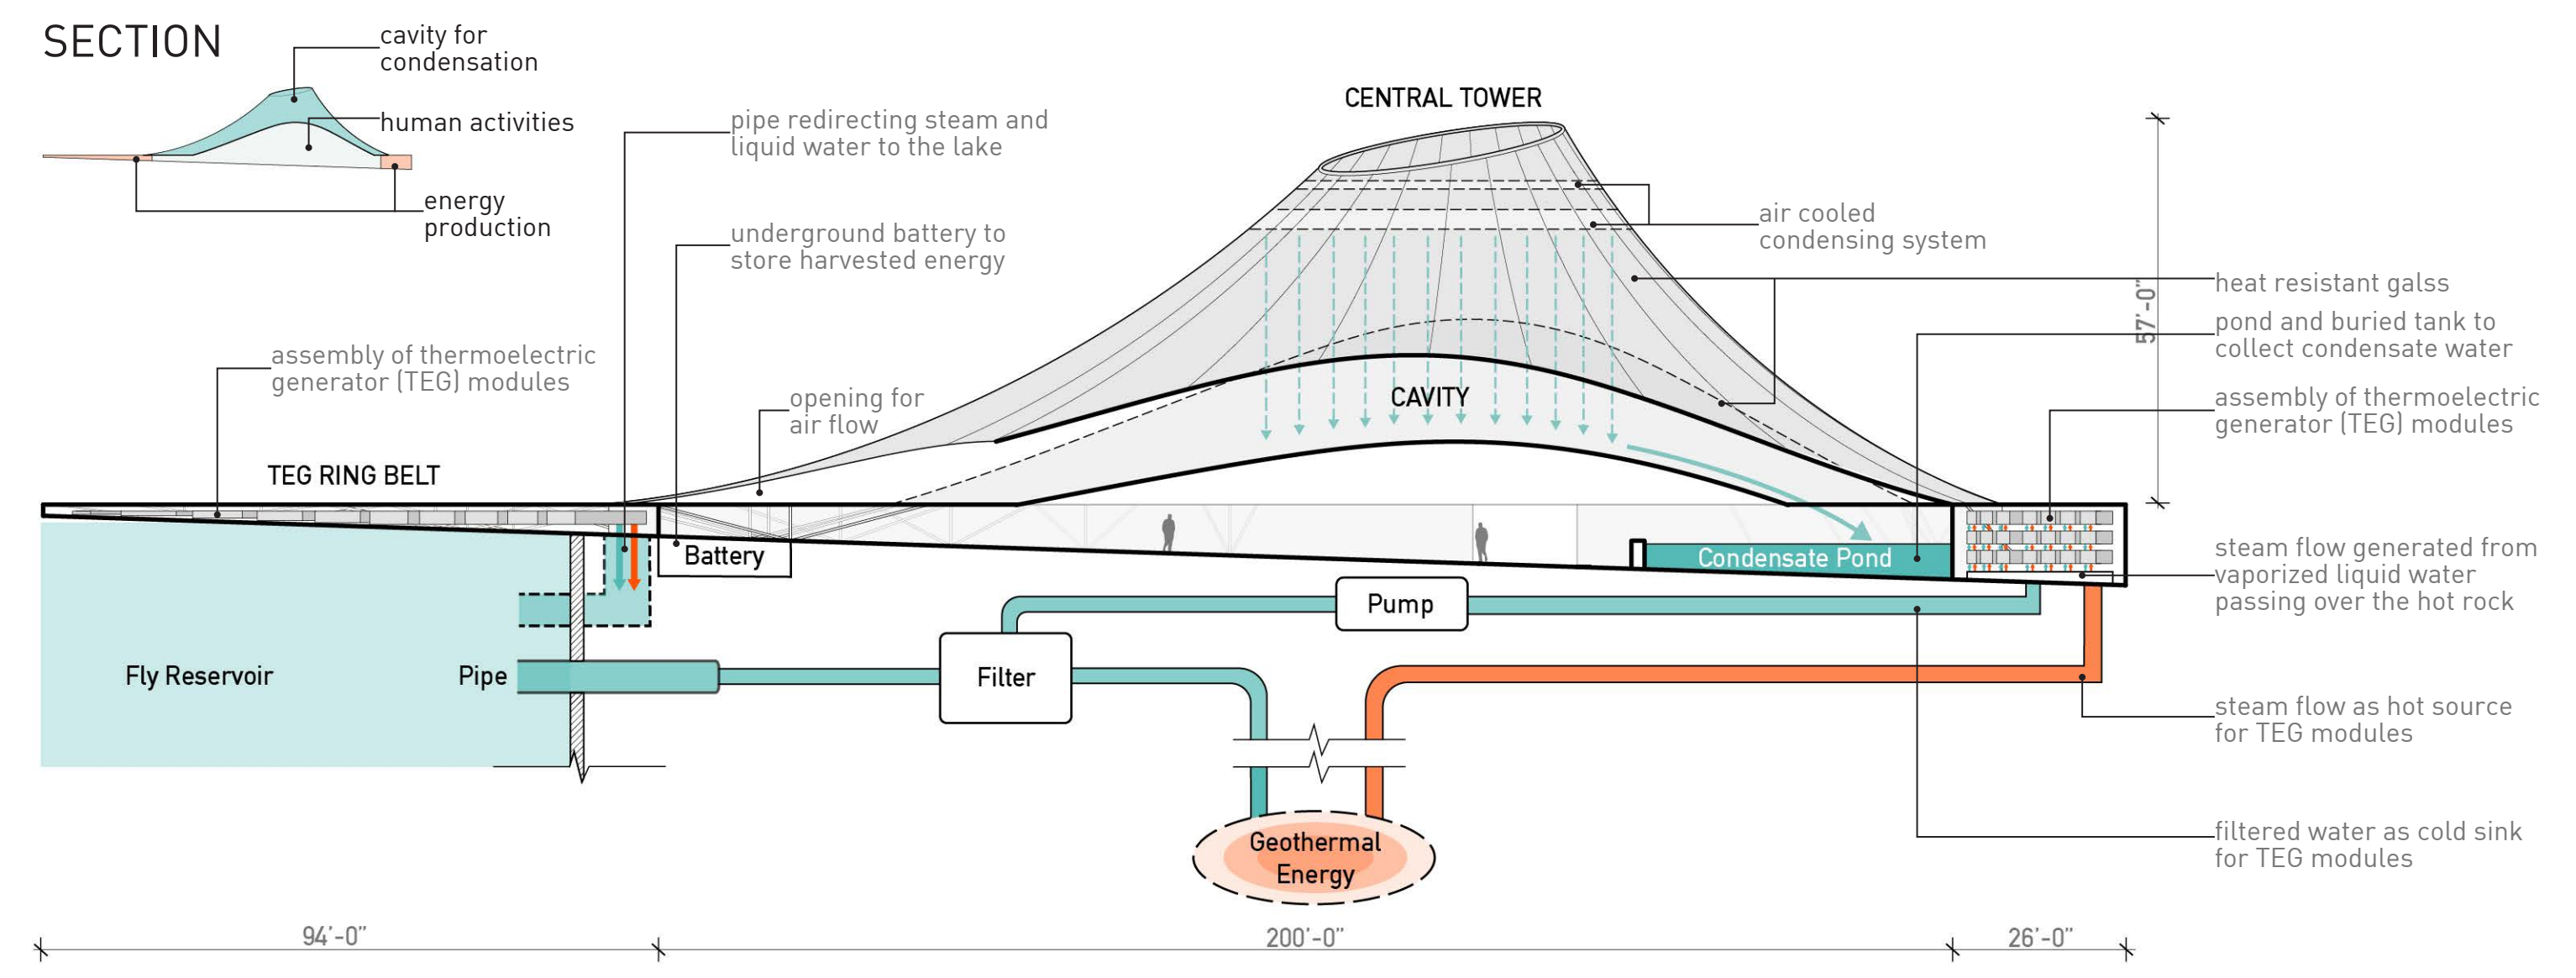 SECTION
cavity for
condensation
human activities
energy
production
pipe redirecting steam and
liquid water to the lake
underground battery to
store harvested energy
assembly of thermoelectric
generator (TEG) modules
opening for
air flow
TEG RING BELT
CENTRAL TOWER
air cooled
condensing system
57'-0"
heat resistant galss
pond and buried tank to
collect condensate water
assembly of thermoelectric
generator (TEG) modules
CAVITY
Battery
Condensate Pond
steam flow generated from
vaporized liquid water
passing over the hot rock
Pump
Fly Reservoir
Pipe
Filter
steam flow as hot source
for TEG modules
Geothermal
Energy
filtered water as cold sink
for TEG modules
94'-0"
200'-0"
26'-0"